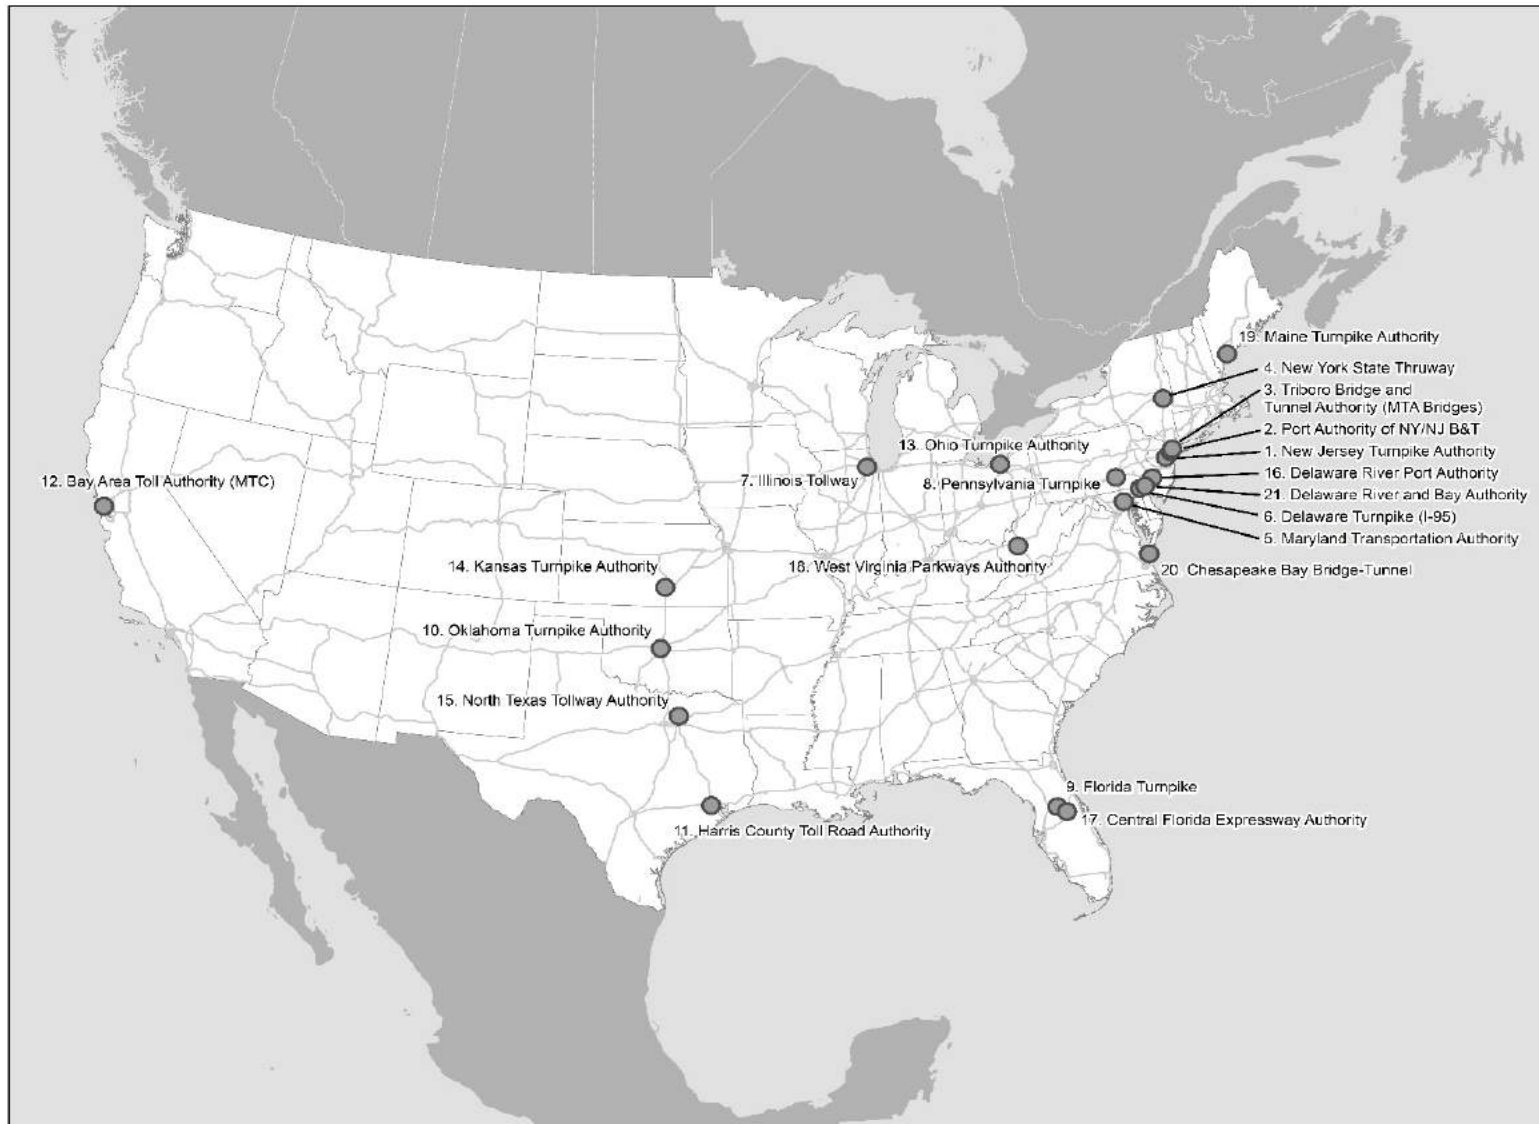 19. Maine Turnpike Authority
4. New York State Thruway
3. Triboro Bridge and
Tunnel Authority (MTA Bridges)
2. Port Authority of NY/NJ B&T
13. Ohio Turnpike Authority
1. New Jersey Turnpike Authority
12. Bay Area Toll Authority (MTC)
7. Illinois Tollway
8. Pennsylvania Turnpike
16. Delaware River Port Authority
21. Delaware River and Bay Authority
6. Delaware Turnpike (I-95)
5. Maryland Transportation Authority
14. Kansas Turnpike Authority
18. West Virginia Parkways Authority
20. Chesapeake Bay Bridge-Tunnel
10. Oklahoma Turnpike Authority
15. North Texas Tollway Authority
9. Florida Turnpike
17. Central Florida Expressway Authority
11. Harris County Toll Road Authority